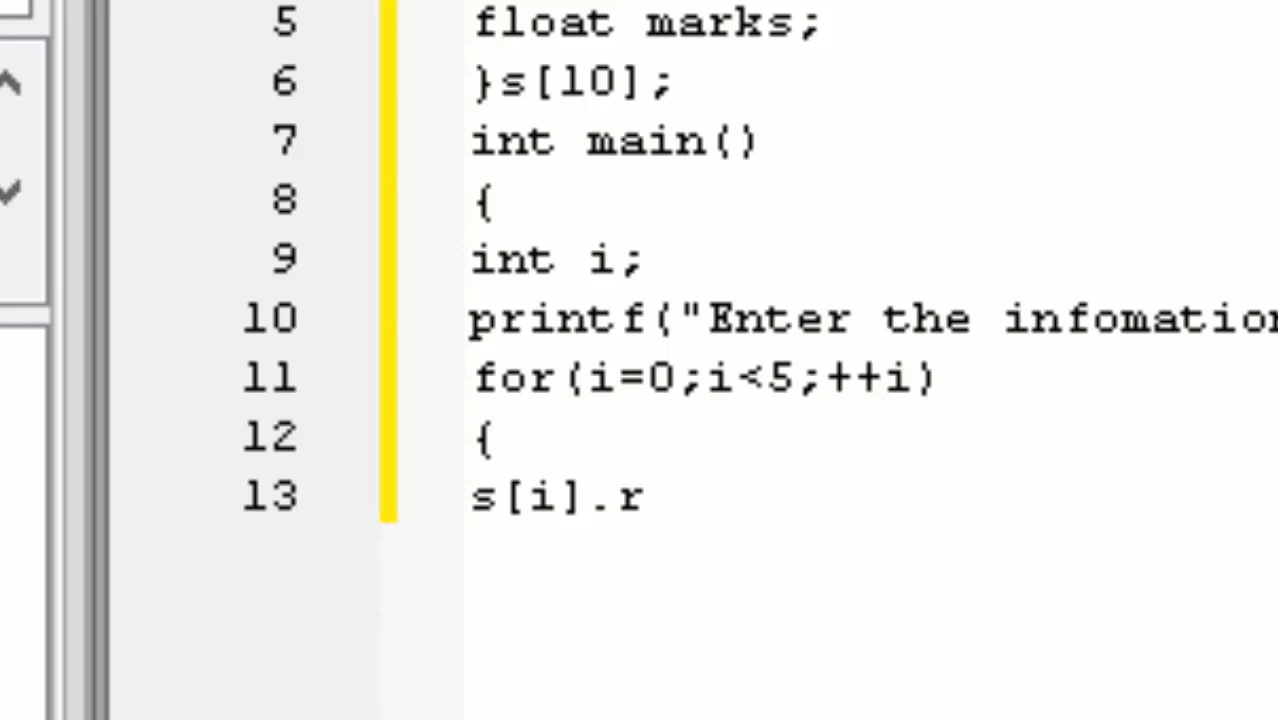 5 float marks;
6 }s[10];
7 int main()
8 {
9 int i;
10 printf("Enter the infomation
11 for(i=0;i<5;++i)
12 {
13 s[i].r